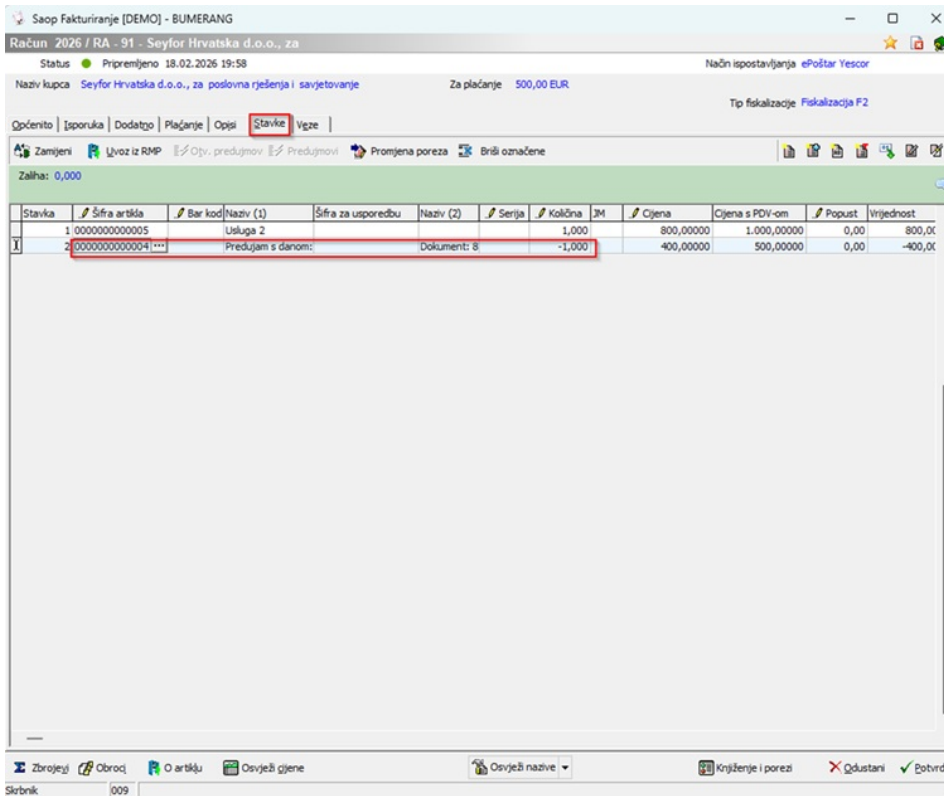 Saop Fakturiranje [DEMO] - BUMERANG
Račun 2026 / RA - 91 - Seyfor Hrvatska d.o.o., za
Status Pripremljeno 18.02.2026 19:58 Način ispostavljanja ePoštar Yescor
Naziv kupca Seyfor Hrvatska d.o.o., za poslovna rješenja i savjetovanje Za plaćanje 500,00 EUR
Tip fiskalizacije Fiskalizacija F2
Općenito Isporuka Dodatno Plaćanje Opisi Stavke Veze
Zamijeni Uvoz iz RMP Otv. predujmov Predujmovi Promjena poreza Briši označene
Zaliha: 0,000
Stavka Šifra artikla Bar kod Naziv (1) Šifra za usporedbu Naziv (2) Serija Količina JM Cijena Cijena s PDV-om Popust Vrijednost
1 0000000000005 Usluga 2 1,000 800,00000 1.000,00000 0,00 800,00
2 0000000000004 ... Predujam s danom: Dokument: 8 -1,000 400,00000 500,00000 0,00 -400,00
Zbrojevi Obroci O artiklu Osvježi cijene Osvježi nazive Knjiženje i porezi Odustani Potvrd
Skrbnik 009